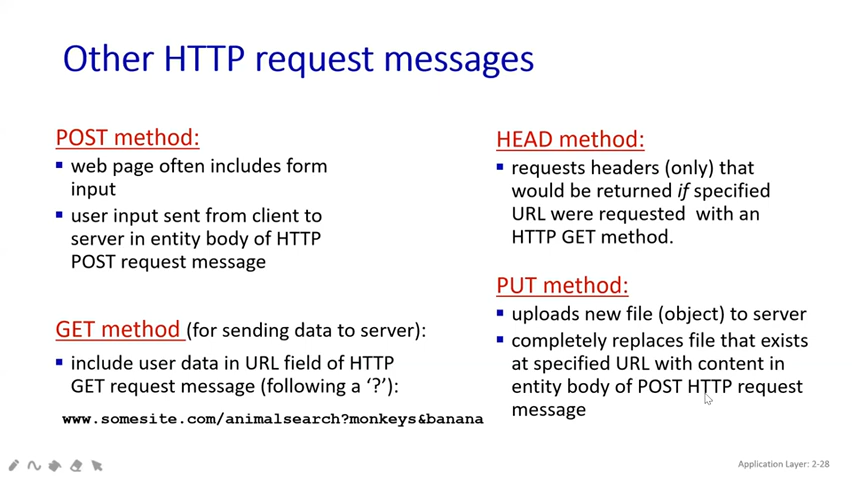 Other HTTP request messages
POST method:
▪ web page often includes form
input
▪ user input sent from client to
server in entity body of HTTP
POST request message
GET method (for sending data to server):
▪ include user data in URL field of HTTP
GET request message (following a ‘?’):
www.somesite.com/animalsearch?monkeys&banana
HEAD method:
▪ requests headers (only) that
would be returned if specified
URL were requested with an
HTTP GET method.
PUT method:
▪ uploads new file (object) to server
▪ completely replaces file that exists
at specified URL with content in
entity body of POST HTTP request
message
Application Layer: 2-28